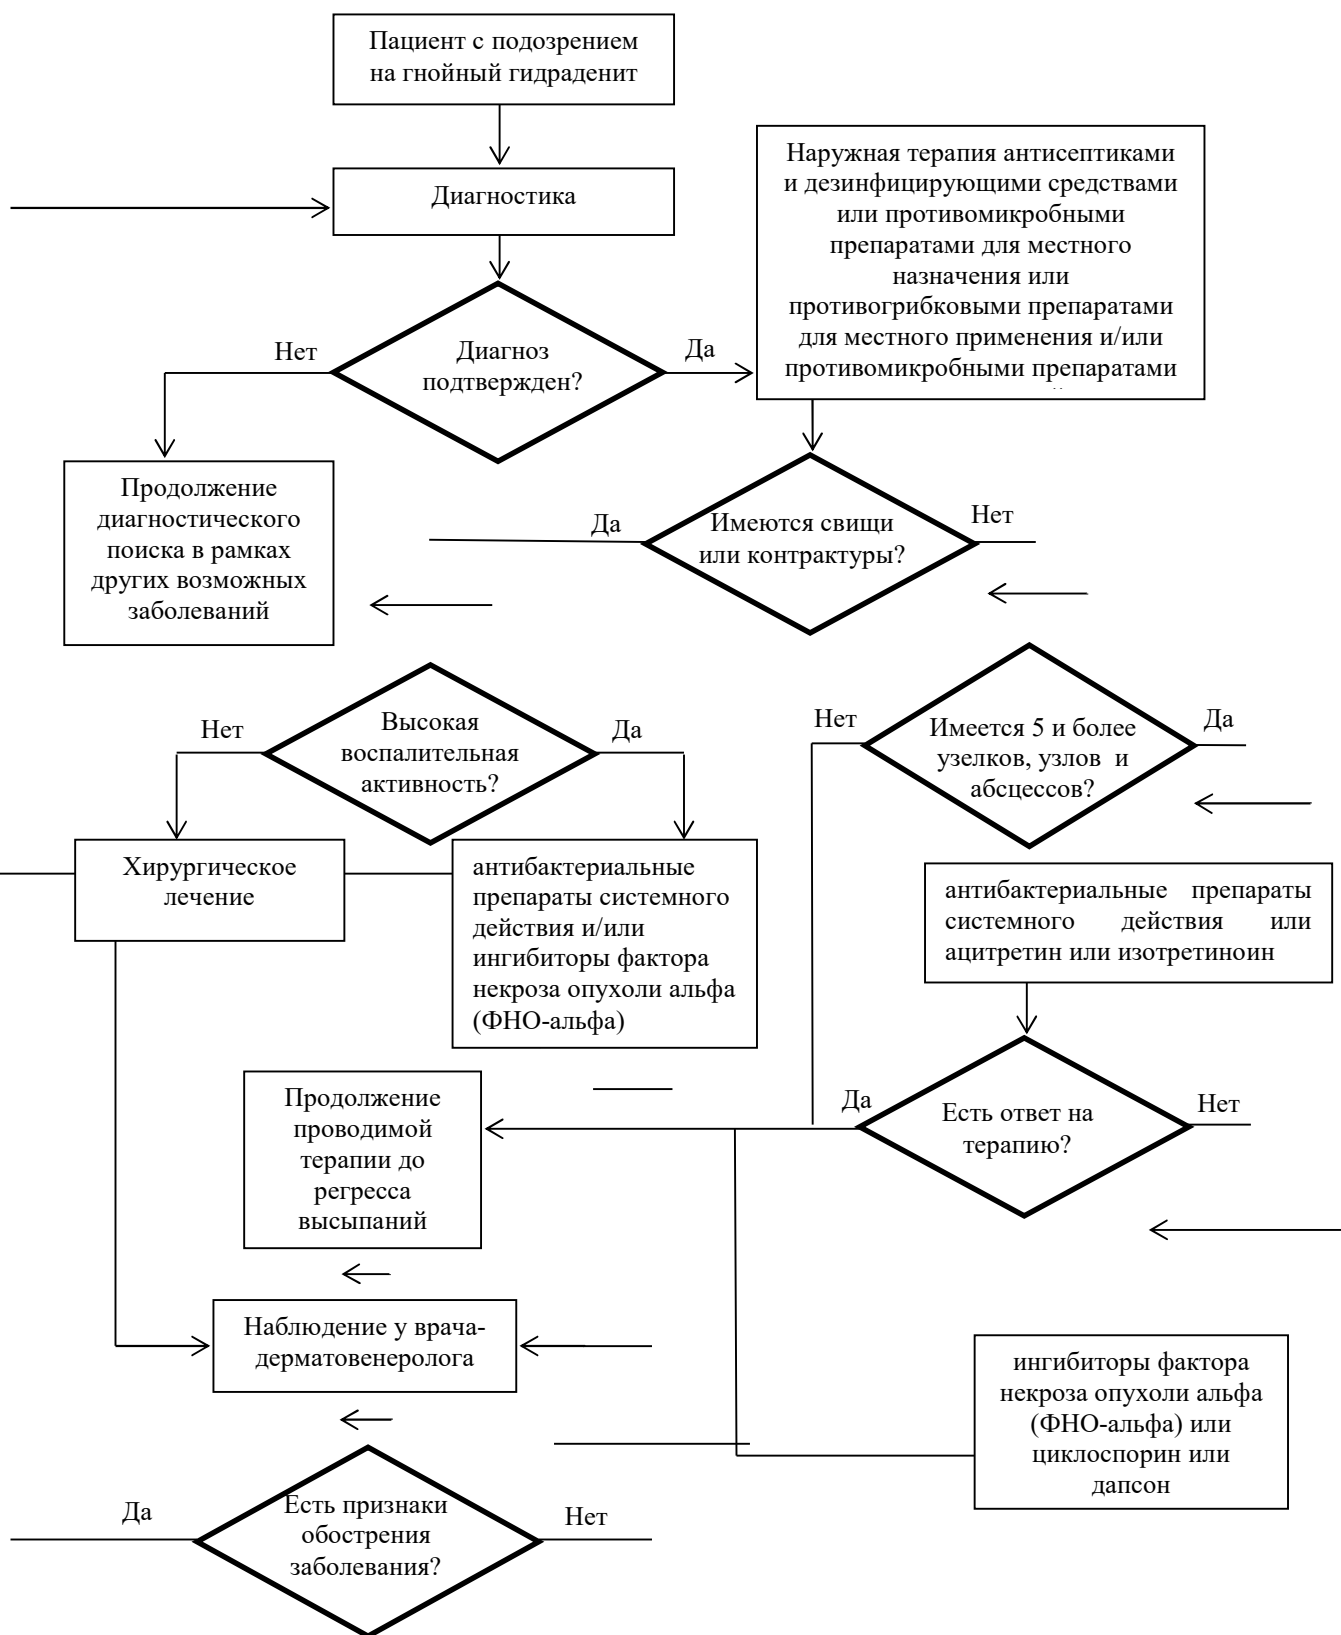 Пациент с подозрением
на гнойный гидраденит
Диагностика
Наружная терапия антисептиками
и дезинфицирующими средствами
или противомикробными
препаратами для местного
назначения или
противогрибковыми препаратами
для местного применения и/или
противомикробными препаратами
Нет
Диагноз
подтвержден?
Да
Продолжение
диагностического
поиска в рамках
других возможных
заболеваний
Да
Имеются свищи
или контрактуры?
Нет
Нет
Высокая
воспалительная
активность?
Да
Нет
Имеется 5 и более
узелков, узлов и
абсцессов?
Да
Хирургическое
лечение
антибактериальные
препараты системного
действия и/или
ингибиторы фактора
некроза опухоли альфа
(ФНО-альфа)
антибактериальные препараты
системного действия или
ацитретин или изотретиноин
Продолжение
проводимой
терапии до
регресса
высыпаний
Да
Есть ответ на
терапию?
Нет
Наблюдение у врача-
дерматовенеролога
ингибиторы фактора
некроза опухоли альфа
(ФНО-альфа) или
циклоспорин или
дапсон
Да
Есть признаки
обострения
заболевания?
Нет